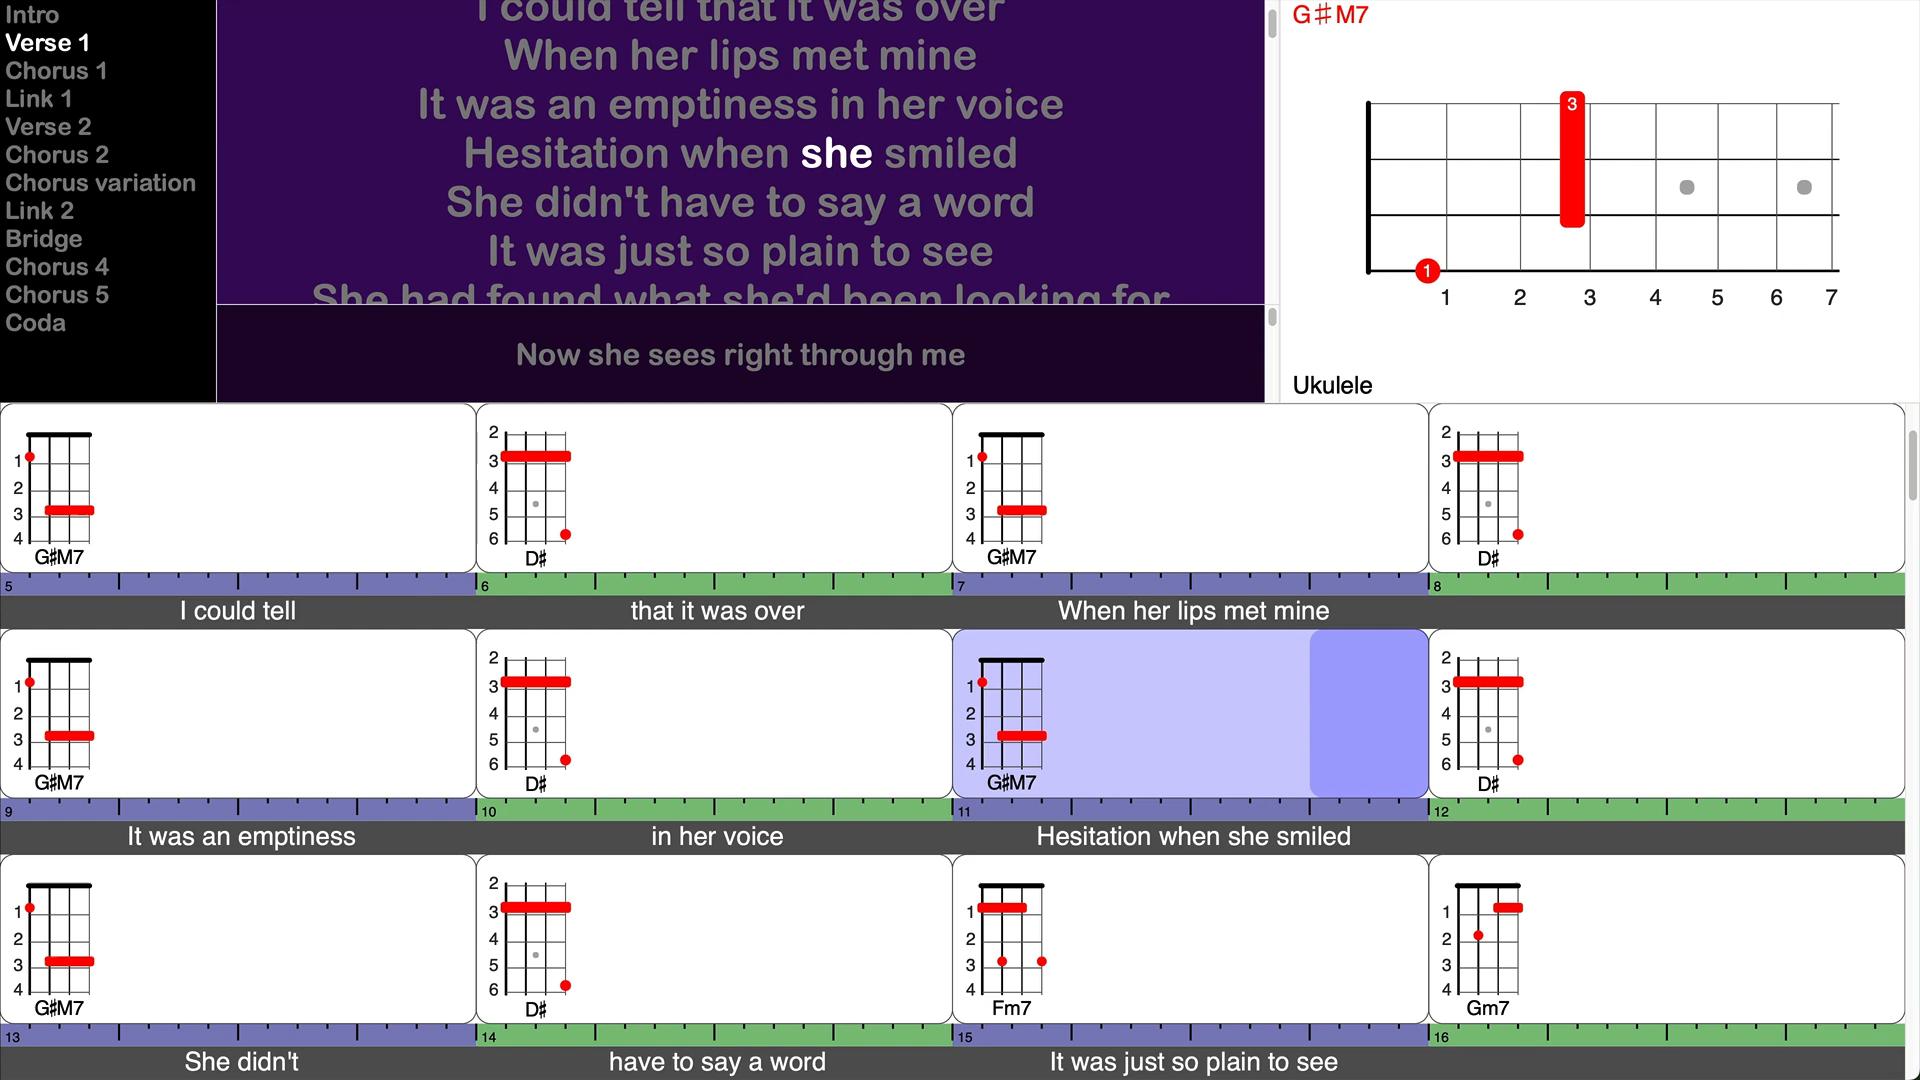 Intro
Verse 1
Chorus 1
Link 1
Verse 2
Chorus 2
Chorus variation
Link 2
Bridge
Chorus 4
Chorus 5
Coda
I could tell that it was over
When her lips met mine
It was an emptiness in her voice
Hesitation when she smiled
She didn't have to say a word
It was just so plain to see
She had found what she'd been looking for
Now she sees right through me
G♯M7
3
1
1 2 3 4 5 6 7
Ukulele
1 2 3 4
G♯M7
2 3 4 5 6
D♯
1 2 3 4
G♯M7
2 3 4 5 6
D♯
5 6 7 8
I could tell that it was over When her lips met mine
1 2 3 4
G♯M7
2 3 4 5 6
D♯
1 2 3 4
G♯M7
2 3 4 5 6
D♯
9 10 11 12
It was an emptiness in her voice Hesitation when she smiled
1 2 3 4
G♯M7
2 3 4 5 6
D♯
1 2 3 4
Fm7
1 2 3 4
Gm7
13 14 15 16
She didn't have to say a word It was just so plain to see